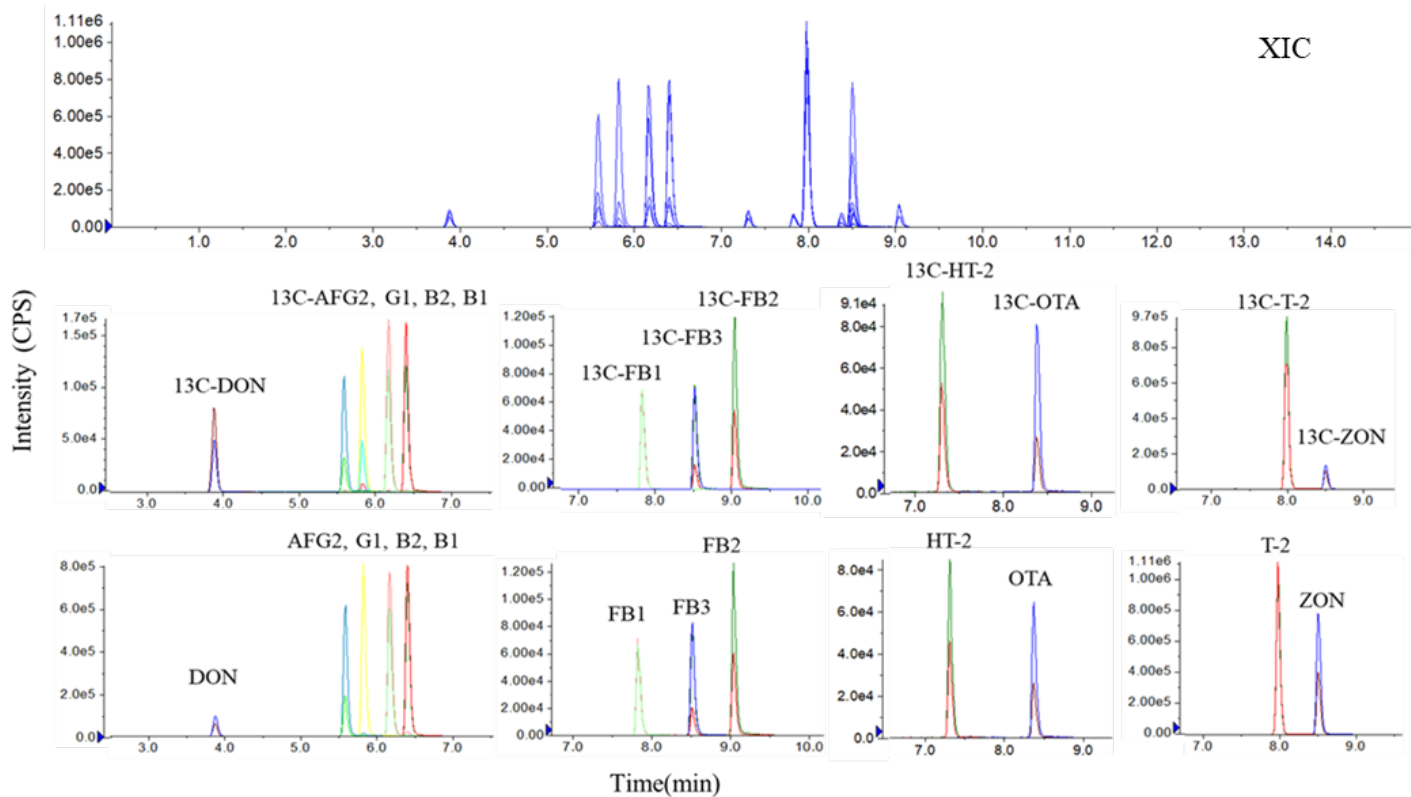 1.11e6
1.00e6
8.00e5
6.00e5
4.00e5
2.00e5
0.00
XIC
1.0 2.0 3.0 4.0 5.0 6.0 7.0 8.0 9.0 10.0 11.0 12.0 13.0 14.0
Intensity (CPS)
13C-AFG2, G1, B2, B1
1.7e5
1.5e5
1.0e5
5.0e4
0.0
13C-DON
3.0 4.0 5.0 6.0 7.0
13C-FB2
120e5
1.00e5
8.00e4
6.00e4
4.00e4
2.00e4
0.00
13C-FB3
13C-FB1
7.0 8.0 9.0 10.0
13C-HT-2
9.1e4
8.0e4
6.0e4
4.0e4
2.0e4
0.0
13C-OTA
7.0 8.0 9.0
13C-T-2
9.7e5
8.0e5
6.0e5
4.0e5
2.0e5
0.0
13C-ZON
7.0 8.0 9.0
AFG2, G1, B2, B1
8.0e5
6.0e5
4.0e5
2.0e5
0.0
DON
3.0 4.0 5.0 6.0 7.0
FB2
1.20e5
1.00e5
8.00e4
6.00e4
4.00e4
2.00e4
0.00
FB1
FB3
7.0 8.0 9.0 10.0
HT-2
8.0e4
6.0e4
4.0e4
2.0e4
0.0
OTA
7.0 8.0 9.0
T-2
1.11e6
1.00e6
8.00e5
6.00e5
4.00e5
2.00e5
0.00
ZON
7.0 8.0 9.0
Time(min)